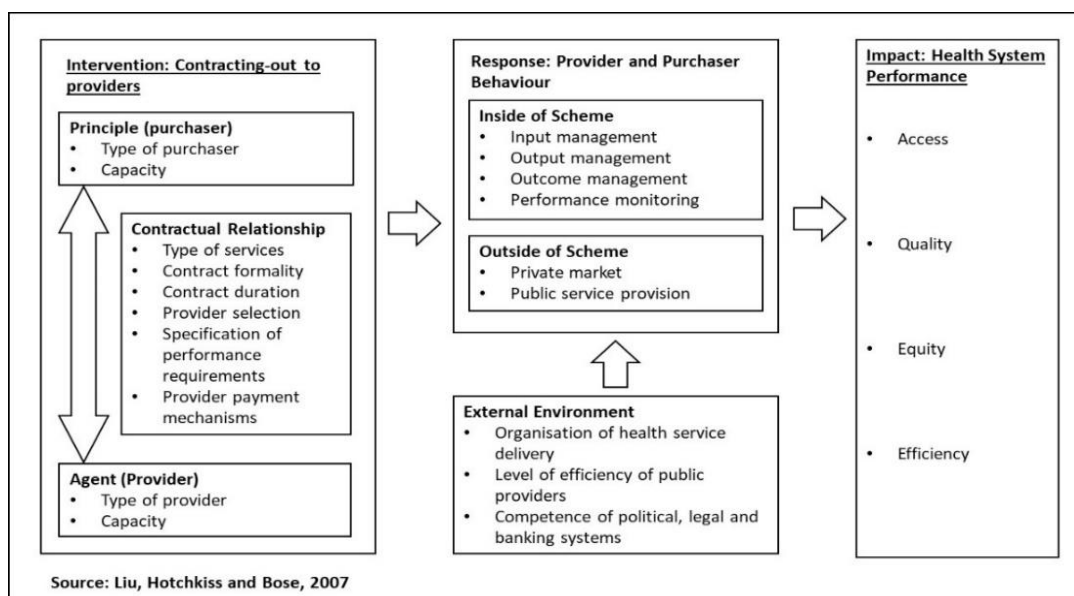 Intervention: Contracting-out to
providers
Principle (purchaser)
• Type of purchaser
• Capacity
Contractual Relationship
• Type of services
• Contract formality
• Contract duration
• Provider selection
• Specification of
performance
requirements
• Provider payment
mechanisms
Agent (Provider)
• Type of provider
• Capacity
Response: Provider and Purchaser
Behaviour
Inside of Scheme
• Input management
• Output management
• Outcome management
• Performance monitoring
Outside of Scheme
• Private market
• Public service provision
External Environment
• Organisation of health service
delivery
• Level of efficiency of public
providers
• Competence of political, legal and
banking systems
Impact: Health System
Performance
• Access
• Quality
• Equity
• Efficiency
Source: Liu, Hotchkiss and Bose, 2007